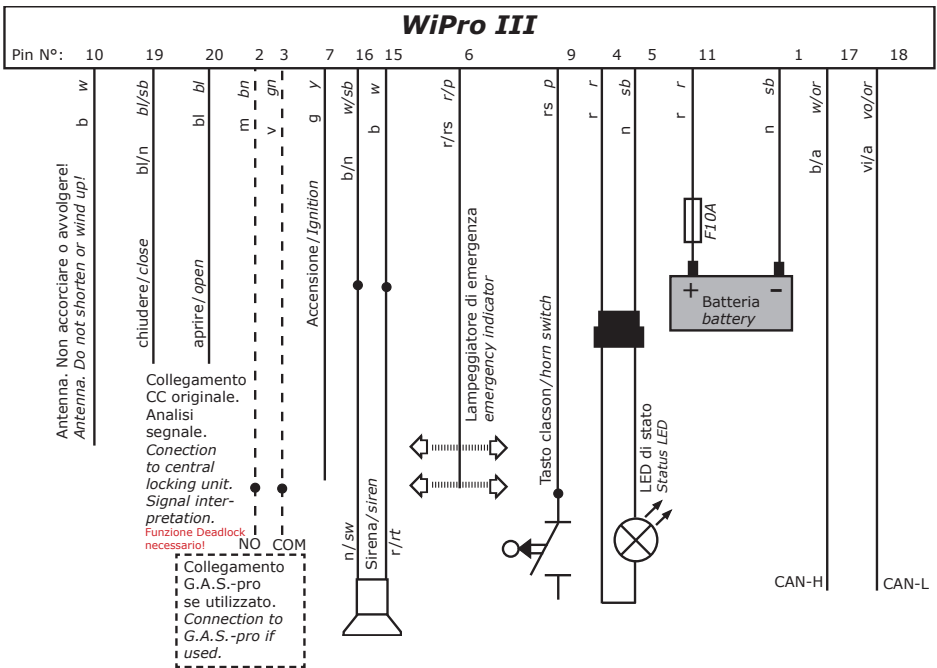 WiPro III
Pin N°: 10 19 20 2 3 7 16 15 6 9 4 5 11 1 17 18
b w
bl/n bl/sb
bl bl
m bn
v gn
g y
b/n w/sb
b w
r/rs r/p
rs p
r r
n sb
r r
n sb
b/a w/or
vi/a vo/or
Antenna. Non accorciare o avvolgere!
Antenna. Do not shorten or wind up!
chiudere/close
aprire/open
Accensione/Ignition
Lampeggiatore di emergenza
emergency indicator
Tasto clacson/horn switch
F10A
+ −
Batteria
battery
Collegamento
CC originale.
Analisi
segnale.
Conection
to central
locking unit.
Signal inter-
pretation.
Funzione Deadlock
necessario!
NO COM
Collegamento
G.A.S.-pro
se utilizzato.
Connection to
G.A.S.-pro if
used.
n/sw
Sirena/siren
r/rt
LED di stato
Status LED
CAN-H
CAN-L